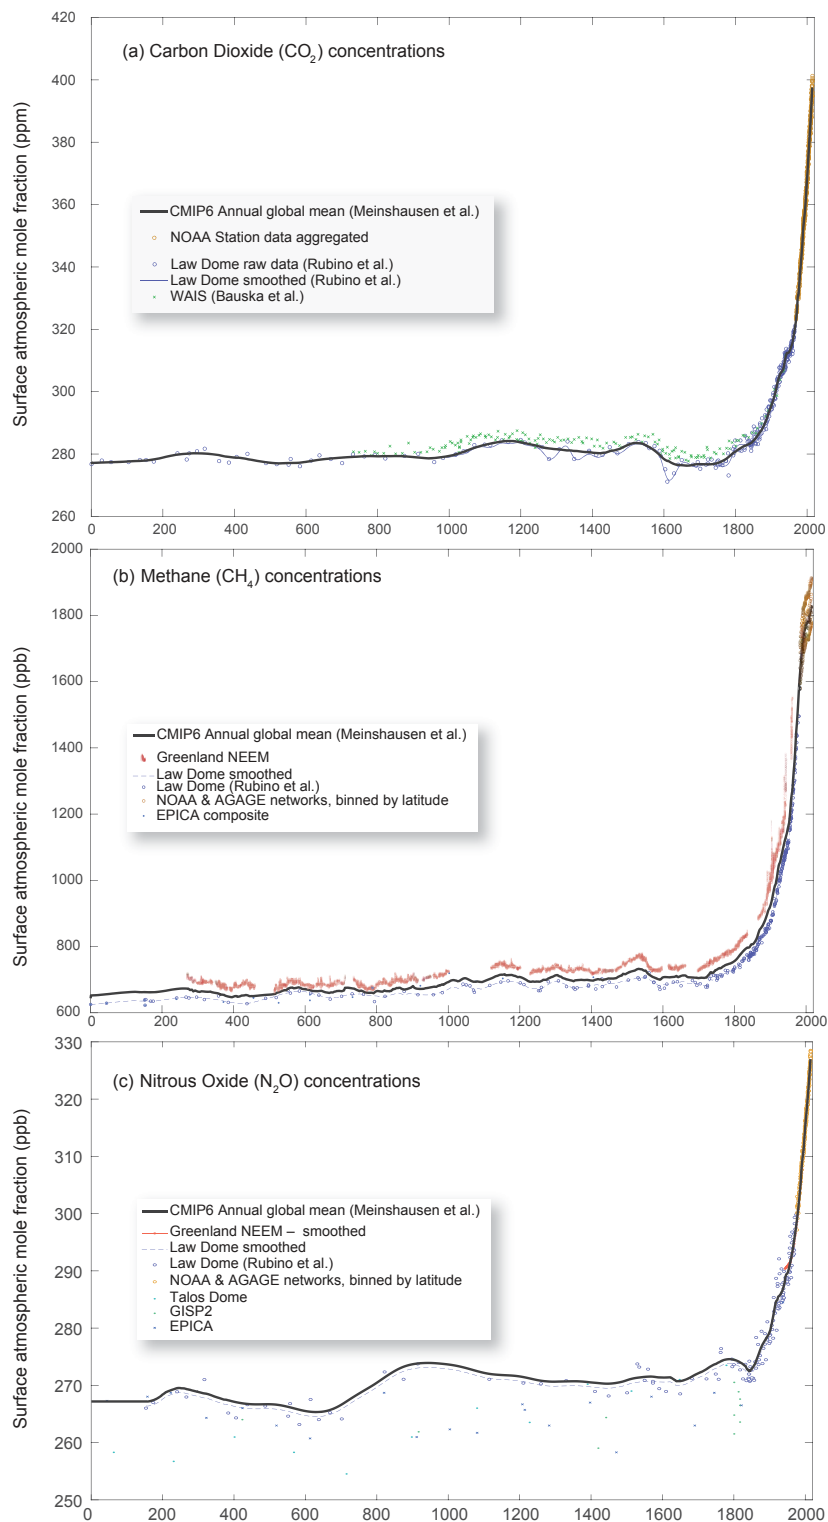 (a) Carbon Dioxide (CO2) concentrations
Surface atmospheric mole fraction (ppm)
420
400
380
360
340
320
300
280
260
CMIP6 Annual global mean (Meinshausen et al.)
NOAA Station data aggregated
Law Dome raw data (Rubino et al.)
Law Dome smoothed (Rubino et al.)
WAIS (Bauska et al.)
0 200 400 600 800 1000 1200 1400 1600 1800 2000
(b) Methane (CH4) concentrations
Surface atmospheric mole fraction (ppb)
2000
1800
1600
1400
1200
1000
800
600
CMIP6 Annual global mean (Meinshausen et al.)
Greenland NEEM
Law Dome smoothed
Law Dome (Rubino et al.)
NOAA & AGAGE networks, binned by latitude
EPICA composite
0 200 400 600 800 1000 1200 1400 1600 1800 2000
(c) Nitrous Oxide (N2O) concentrations
Surface atmospheric mole fraction (ppb)
330
320
310
300
290
280
270
260
250
CMIP6 Annual global mean (Meinshausen et al.)
Greenland NEEM – smoothed
Law Dome smoothed
Law Dome (Rubino et al.)
NOAA & AGAGE networks, binned by latitude
Talos Dome
GISP2
EPICA
0 200 400 600 800 1000 1200 1400 1600 1800 2000